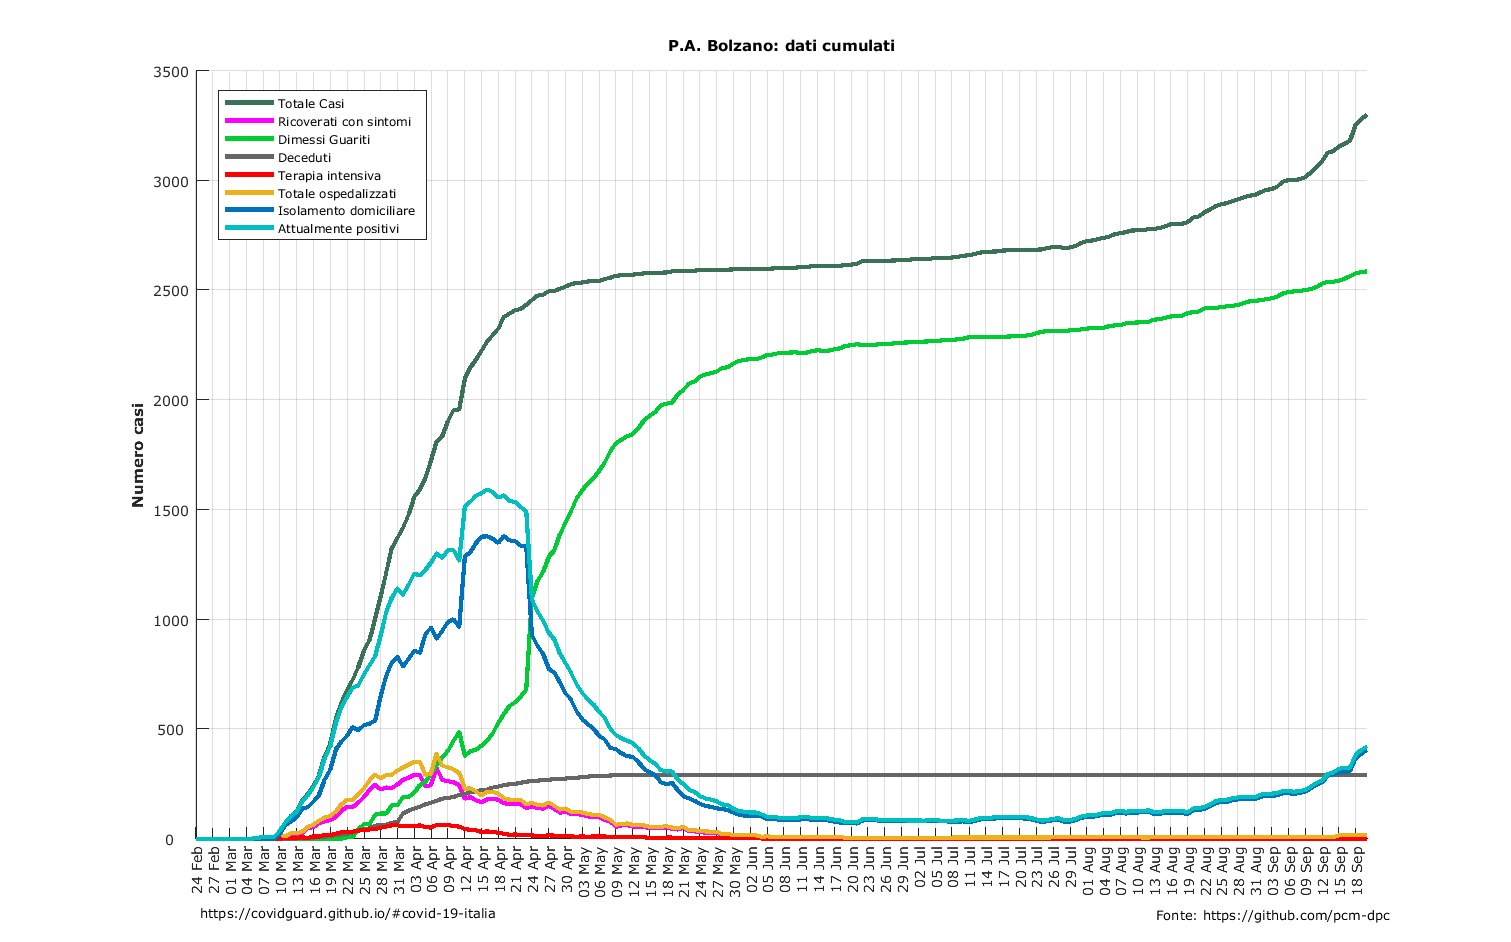 P.A. Bolzano: dati cumulati
3500
3000
2500
2000
1500
1000
500
0
Numero casi
Totale Casi
Ricoverati con sintomi
Dimessi Guariti
Deceduti
Terapia intensiva
Totale ospedalizzati
Isolamento domiciliare
Attualmente positivi
24 Feb
27 Feb
01 Mar
04 Mar
07 Mar
10 Mar
13 Mar
16 Mar
19 Mar
22 Mar
25 Mar
28 Mar
31 Mar
03 Apr
06 Apr
09 Apr
12 Apr
15 Apr
18 Apr
21 Apr
24 Apr
27 Apr
30 Apr
03 May
06 May
09 May
12 May
15 May
18 May
21 May
24 May
27 May
30 May
02 Jun
05 Jun
08 Jun
11 Jun
14 Jun
17 Jun
20 Jun
23 Jun
26 Jun
29 Jun
02 Jul
05 Jul
08 Jul
11 Jul
14 Jul
17 Jul
20 Jul
23 Jul
26 Jul
29 Jul
01 Aug
04 Aug
07 Aug
10 Aug
13 Aug
16 Aug
19 Aug
22 Aug
25 Aug
28 Aug
31 Aug
03 Sep
06 Sep
09 Sep
12 Sep
15 Sep
18 Sep
https://covidguard.github.io/#covid-19-italia
Fonte: https://github.com/pcm-dpc